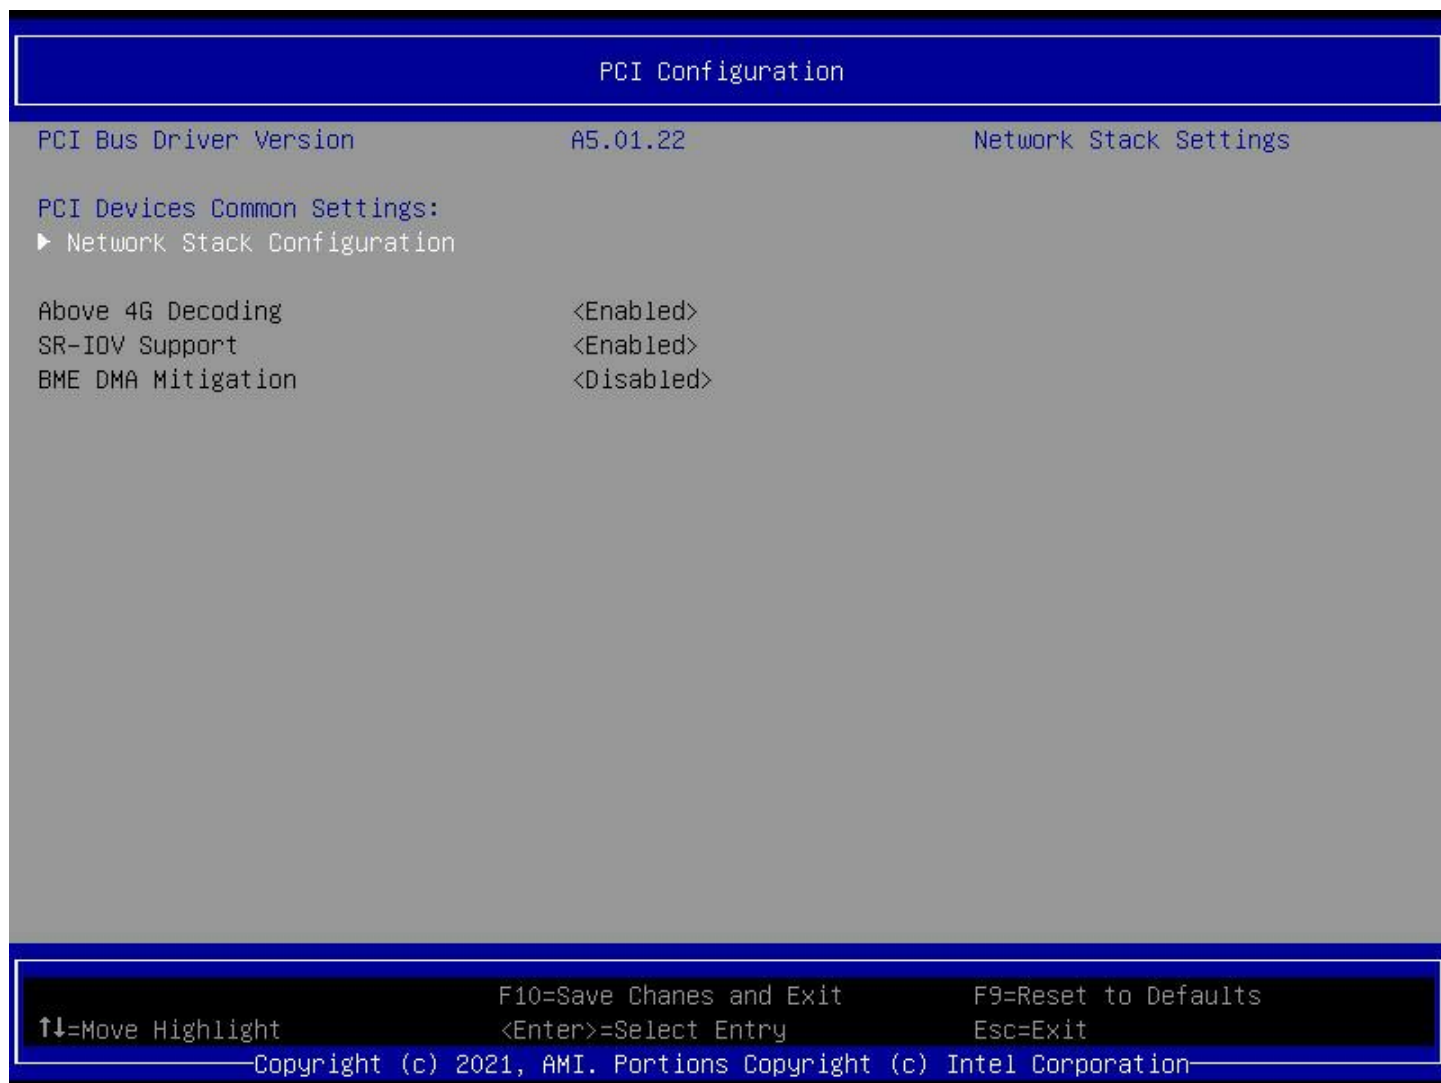 PCI Configuration
PCI Bus Driver Version A5.01.22 Network Stack Settings
PCI Devices Common Settings:
▶ Network Stack Configuration
Above 4G Decoding <Enabled>
SR-IOV Support <Enabled>
BME DMA Mitigation <Disabled>
F10=Save Chanes and Exit F9=Reset to Defaults
↑↓=Move Highlight <Enter>=Select Entry Esc=Exit
Copyright (c) 2021, AMI. Portions Copyright (c) Intel Corporation